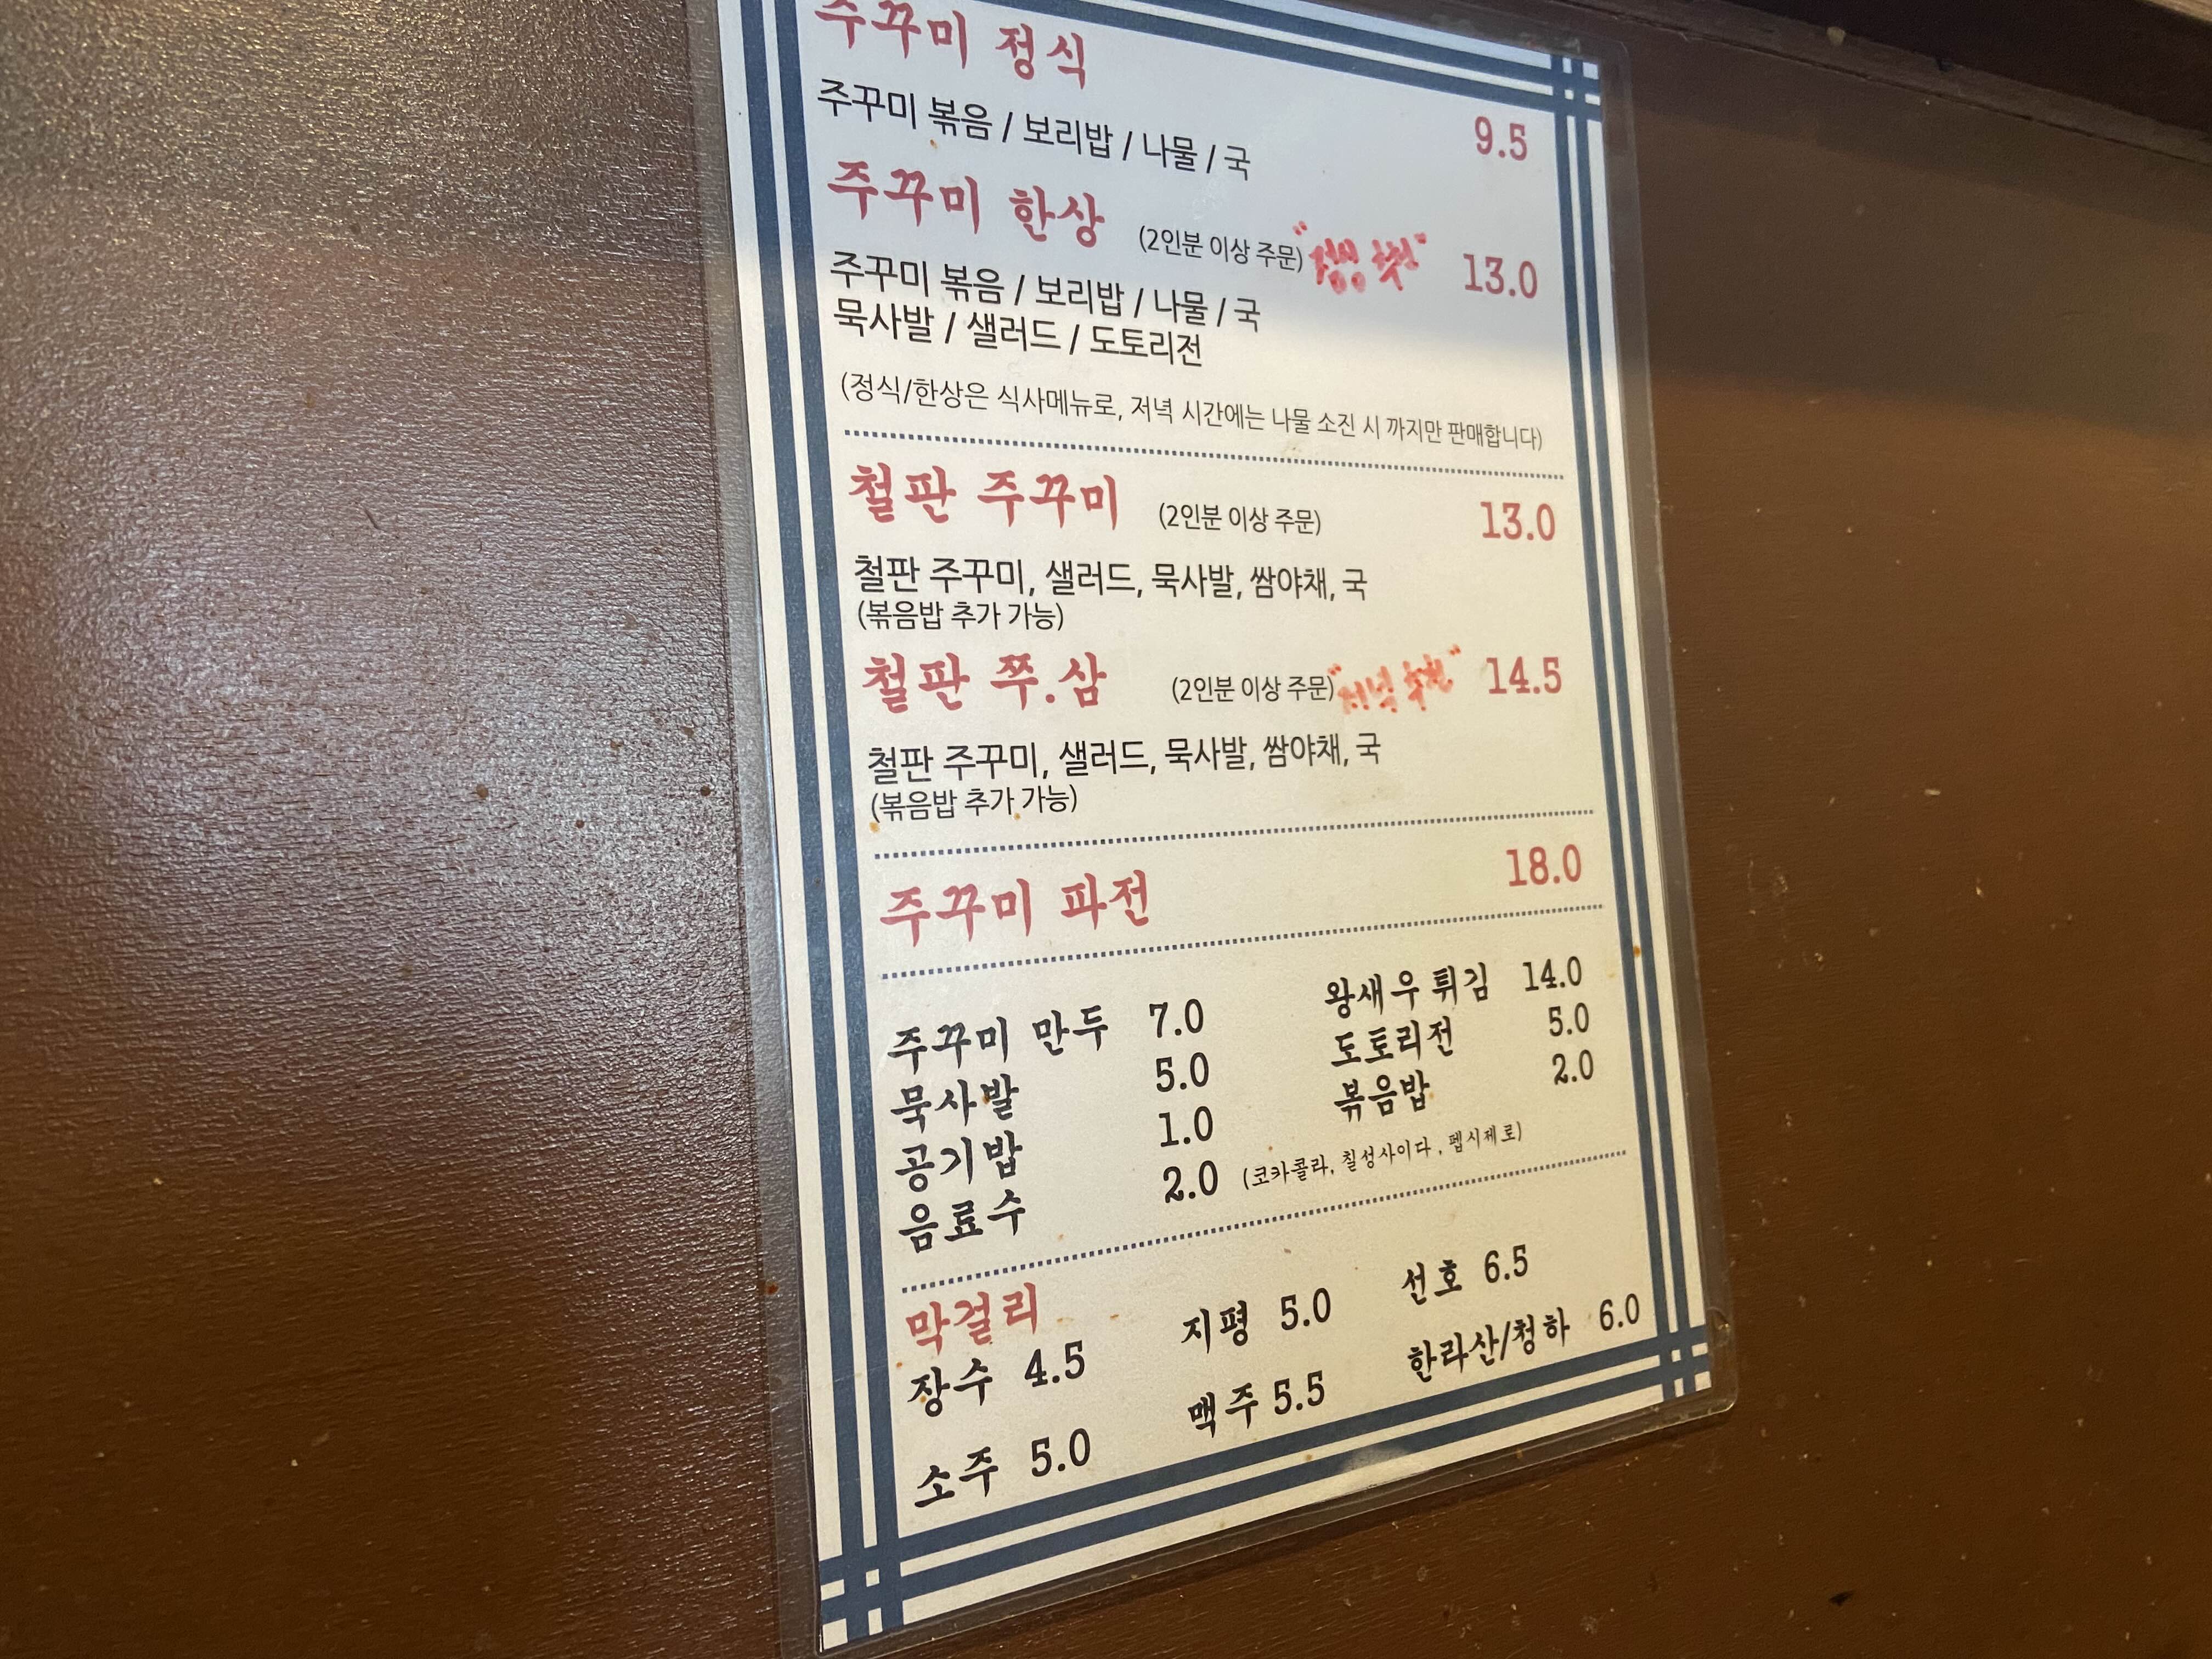 주꾸미 정식
주꾸미 볶음 / 보리밥 / 나물 / 국 9.5
주꾸미 한상 (2인분 이상 주문) 13.0
주꾸미 볶음 / 보리밥 / 나물 / 국
묵사발 / 샐러드 / 도토리전
(정식/한상은 식사메뉴로, 저녁 시간에는 나물 소진 시 까지만 판매합니다)
철판 주꾸미 (2인분 이상 주문) 13.0
철판 주꾸미, 샐러드, 묵사발, 쌈야채, 국
(볶음밥 추가 가능)
철판 쭈.삼 (2인분 이상 주문) "저녁 추천" 14.5
철판 주꾸미, 샐러드, 묵사발, 쌈야채, 국
(볶음밥 추가 가능)
주꾸미 파전 18.0
주꾸미 만두 7.0 왕새우 튀김 14.0
묵사발 5.0 도토리전 5.0
공기밥 1.0 볶음밥 2.0
음료수 2.0 (코카콜라, 칠성사이다, 펩시제로)
막걸리
장수 4.5 지평 5.0 선호 6.5
소주 5.0 맥주 5.5 한라산/청하 6.0